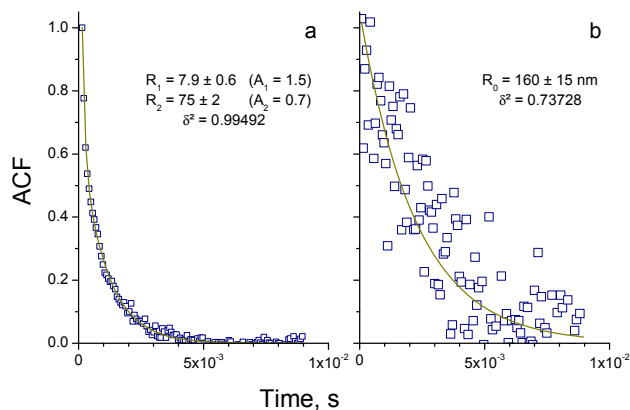 a
b
R₁ = 7.9 ± 0.6 (A₁ = 1.5)
R₂ = 75 ± 2 (A₂ = 0.7)
δ² = 0.99492
R₀ = 160 ± 15 nm
δ² = 0.73728
ACF
1.0
0.8
0.6
0.4
0.2
0.0
0 5x10⁻³ 1x10⁻²
0 5x10⁻³ 1x10⁻²
Time, s